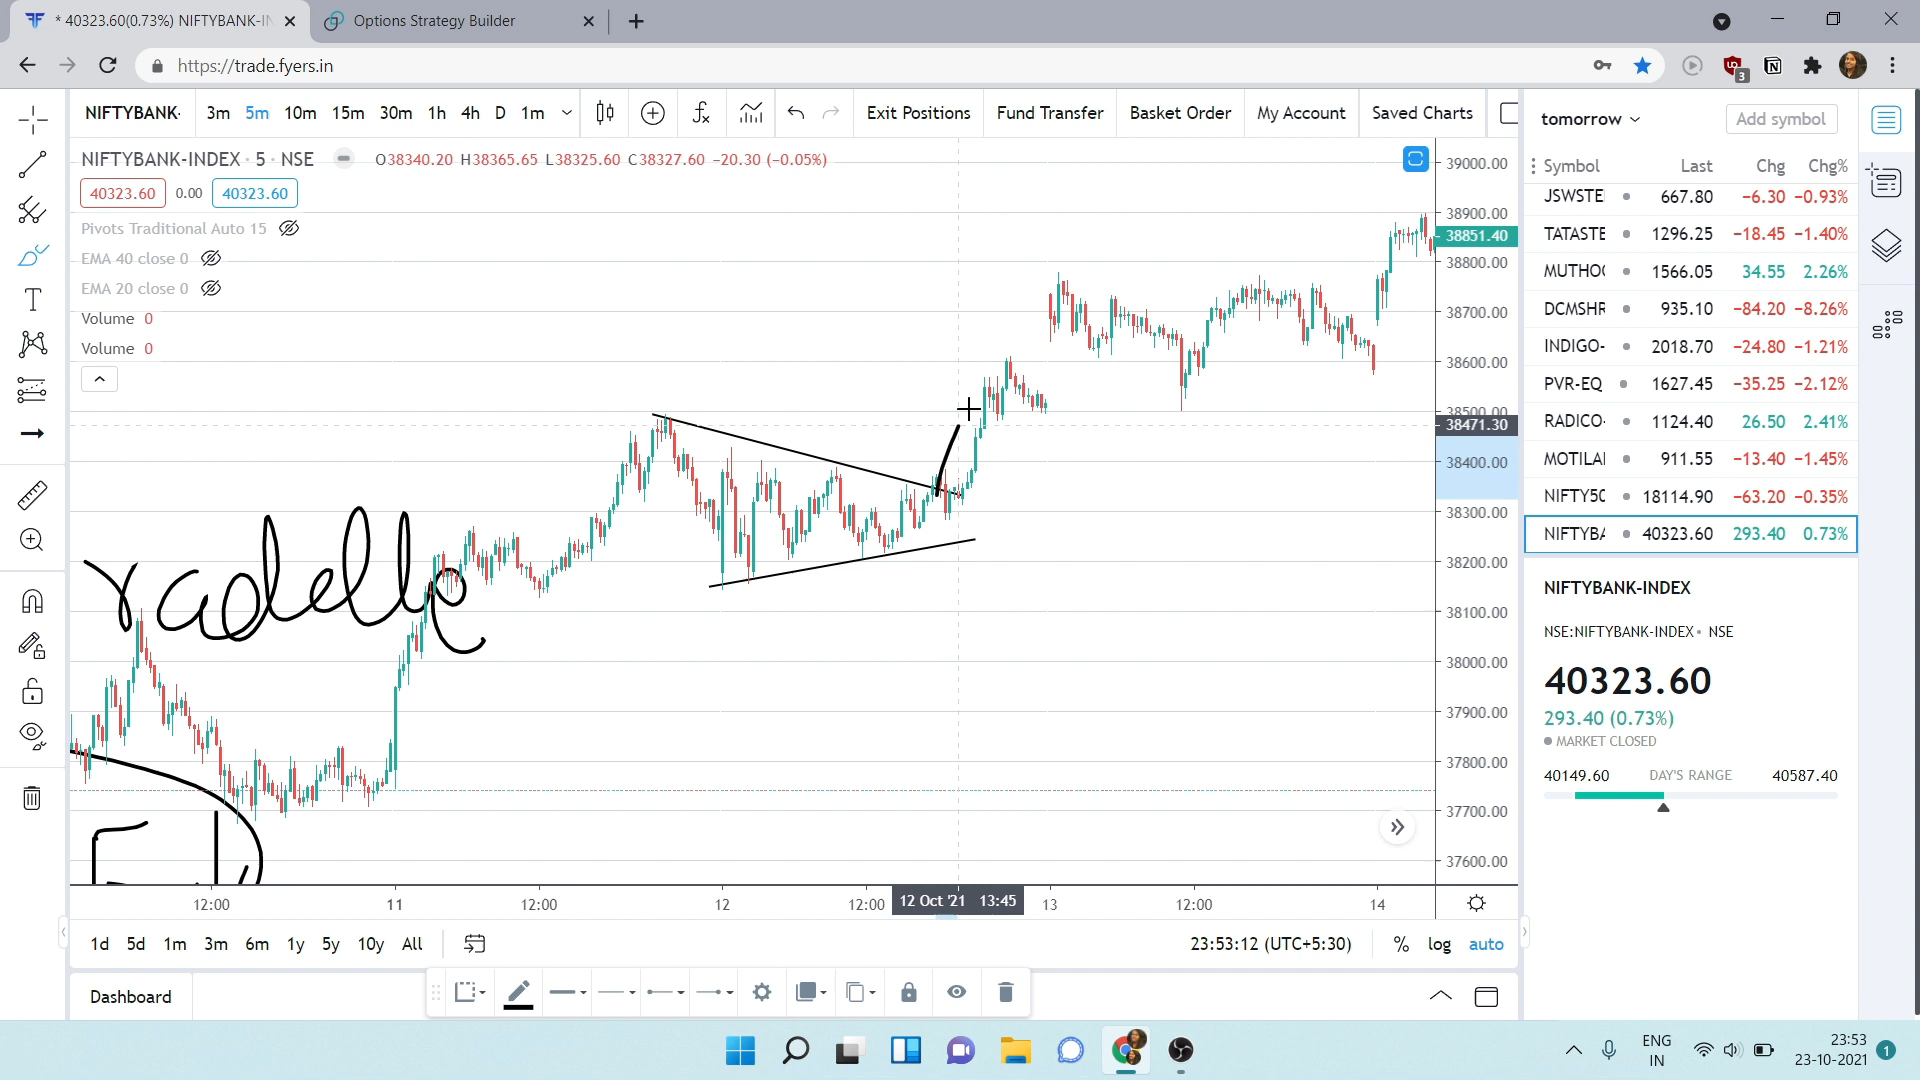 * 40323.60(0.73%) NIFTYBANK-IN
Options Strategy Builder
https://trade.fyers.in
3
NIFTYBANK-
3m 5m 10m 15m 30m 1h 4h D 1m
Exit Positions Fund Transfer Basket Order My Account Saved Charts
NIFTYBANK-INDEX · 5 · NSE
O38340.20 H38365.65 L38325.60 C38327.60 −20.30 (−0.05%)
40323.60 0.00 40323.60
Pivots Traditional Auto 15
EMA 40 close 0
EMA 20 close 0
Volume 0
Volume 0
39000.00
38900.00
38851.40
38800.00
38700.00
38600.00
38500.00
38471.30
38400.00
38300.00
38200.00
38100.00
38000.00
37900.00
37800.00
37700.00
37600.00
12:00 11 12:00 12 12:00 12 Oct '21 13:45 13 12:00 14
1d 5d 1m 3m 6m 1y 5y 10y All
23:53:12 (UTC+5:30) % log auto
Dashboard
tomorrow
Add symbol
Symbol Last Chg Chg%
JSWSTE 667.80 −6.30 −0.93%
TATASTE 1296.25 −18.45 −1.40%
MUTHO 1566.05 34.55 2.26%
DCMSHR 935.10 −84.20 −8.26%
INDIGO- 2018.70 −24.80 −1.21%
PVR-EQ 1627.45 −35.25 −2.12%
RADICO- 1124.40 26.50 2.41%
MOTILA 911.55 −13.40 −1.45%
NIFTY50 18114.90 −63.20 −0.35%
NIFTYBA 40323.60 293.40 0.73%
NIFTYBANK-INDEX
NSE:NIFTYBANK-INDEX • NSE
40323.60
293.40 (0.73%)
MARKET CLOSED
40149.60 DAY'S RANGE 40587.40
ENG
IN
23:53
23-10-2021
1